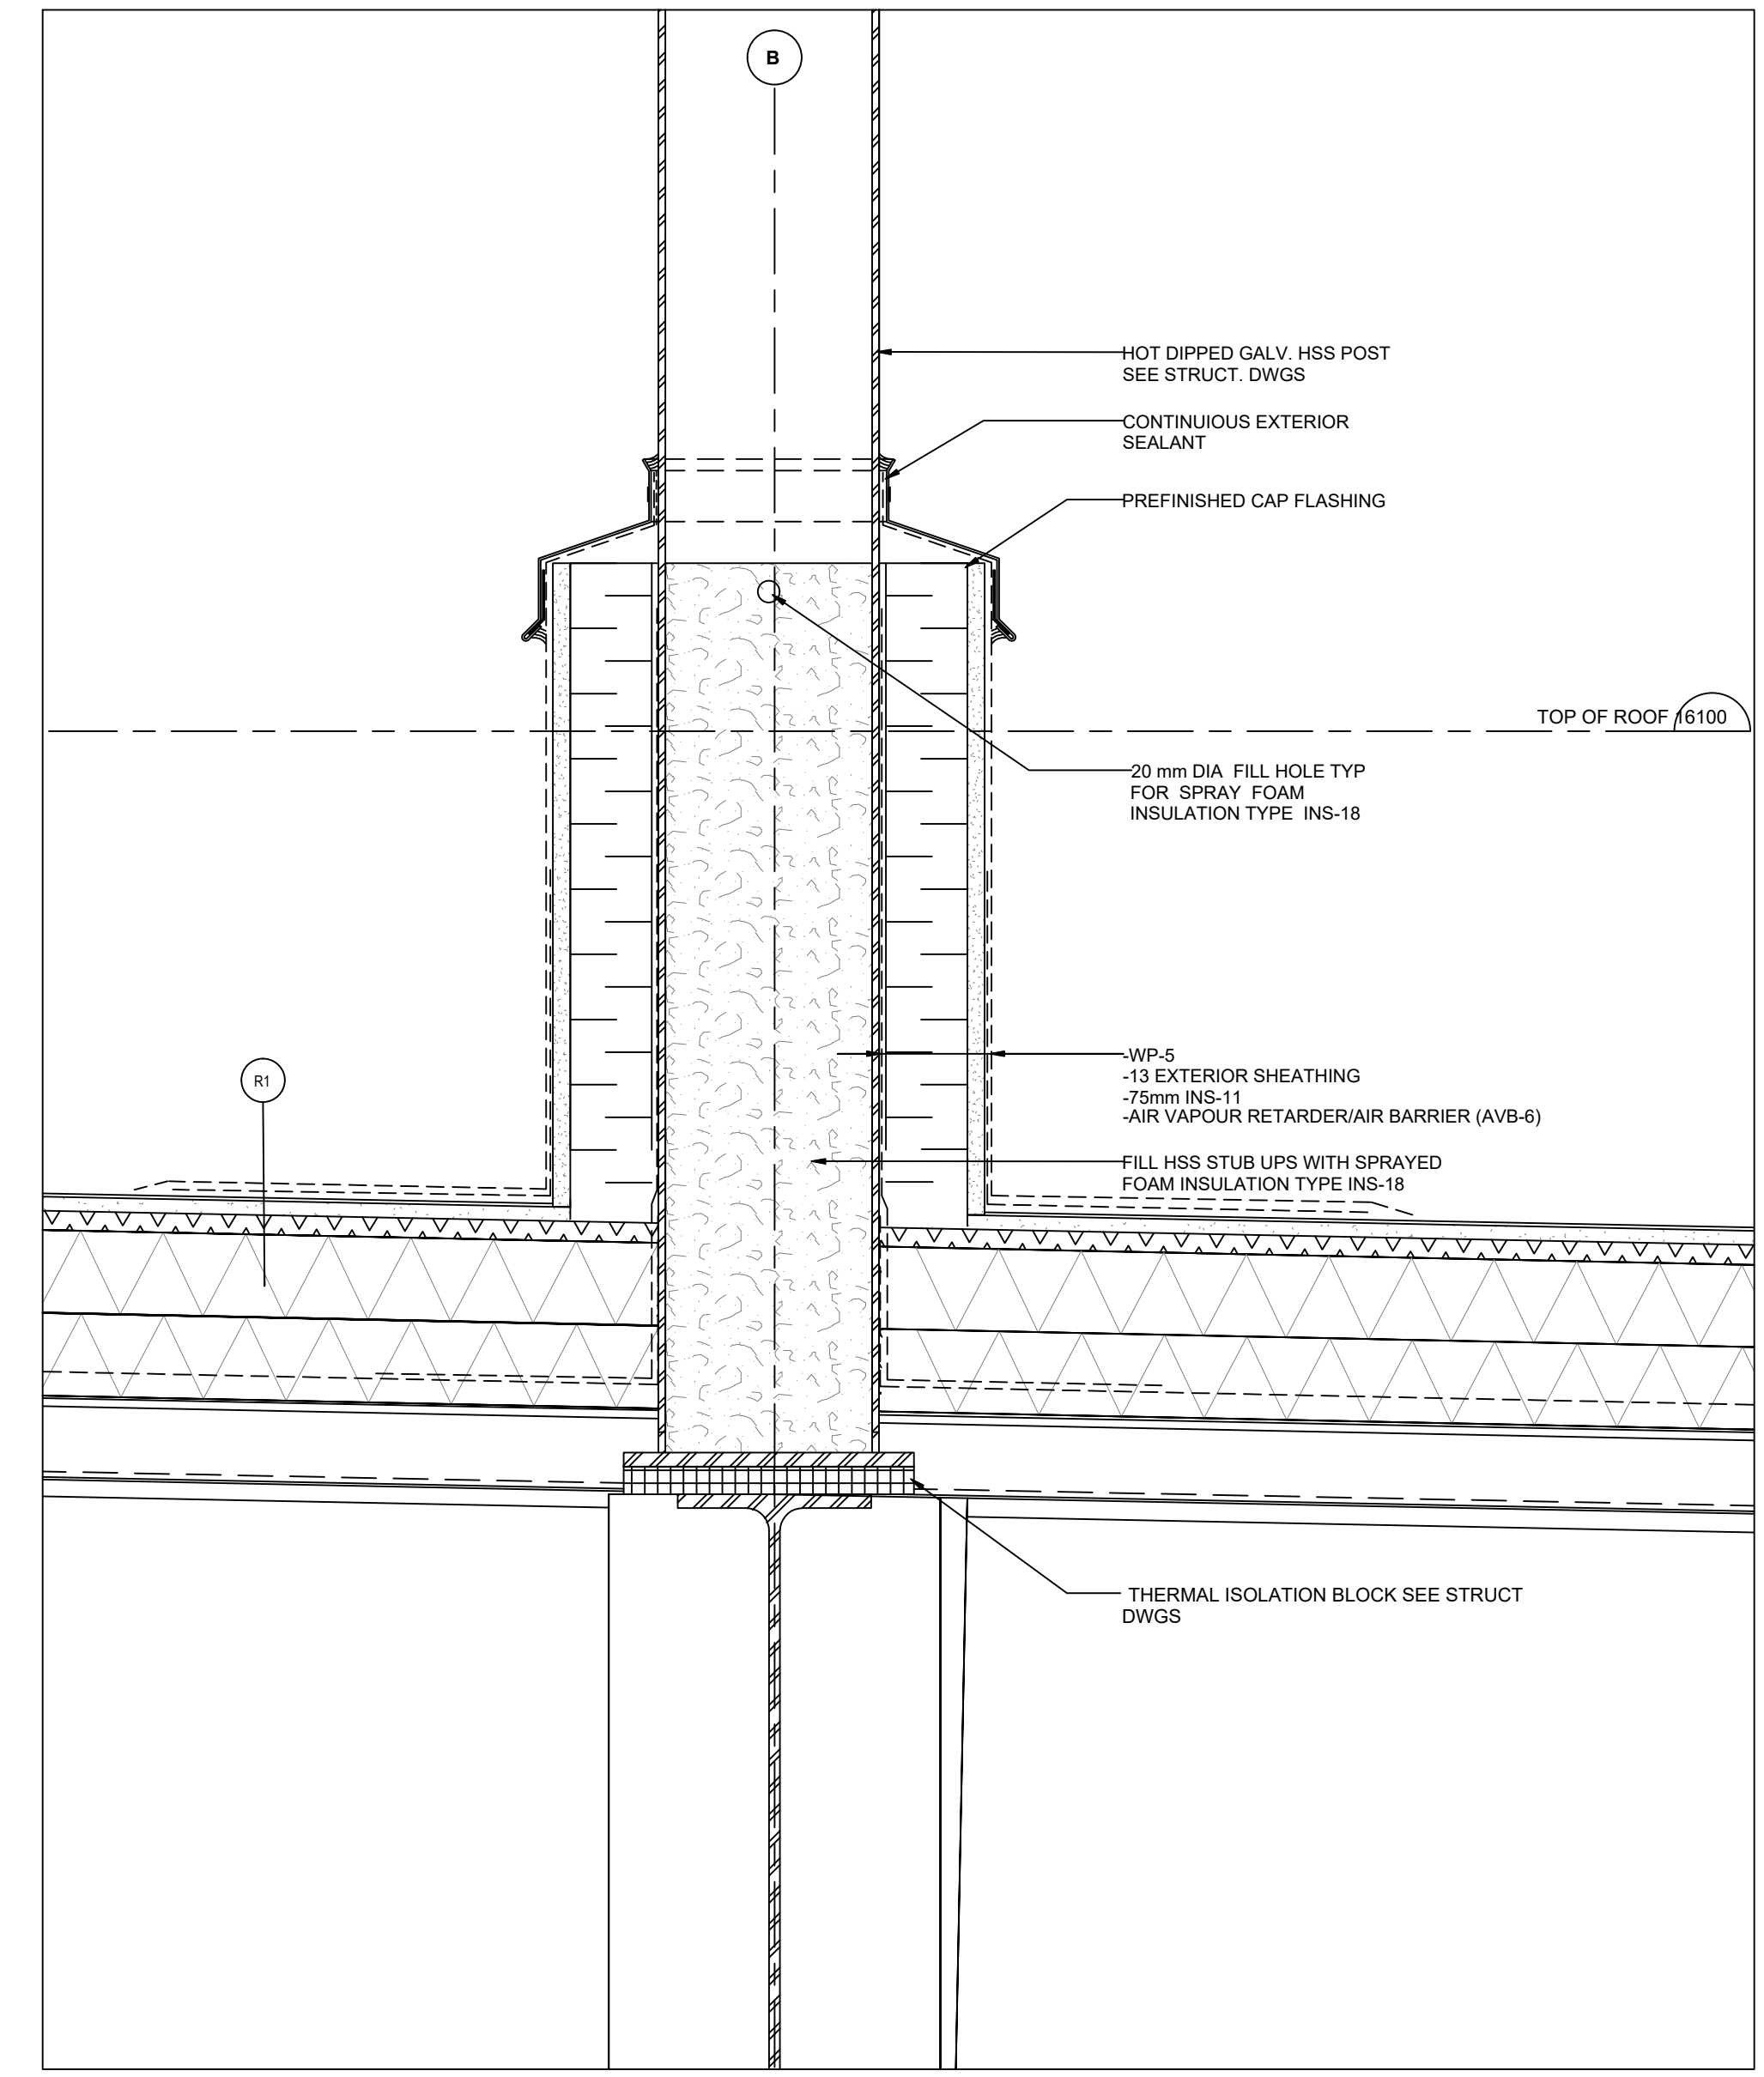 B
HOT DIPPED GALV. HSS POST
SEE STRUCT. DWGS
CONTINUIOUS EXTERIOR
SEALANT
PREFINISHED CAP FLASHING
TOP OF ROOF 16100
20 mm DIA FILL HOLE TYP
FOR SPRAY FOAM
INSULATION TYPE INS-18
R1
-WP-5
-13 EXTERIOR SHEATHING
-75mm INS-11
-AIR VAPOUR RETARDER/AIR BARRIER (AVB-6)
FILL HSS STUB UPS WITH SPRAYED
FOAM INSULATION TYPE INS-18
THERMAL ISOLATION BLOCK SEE STRUCT
DWGS